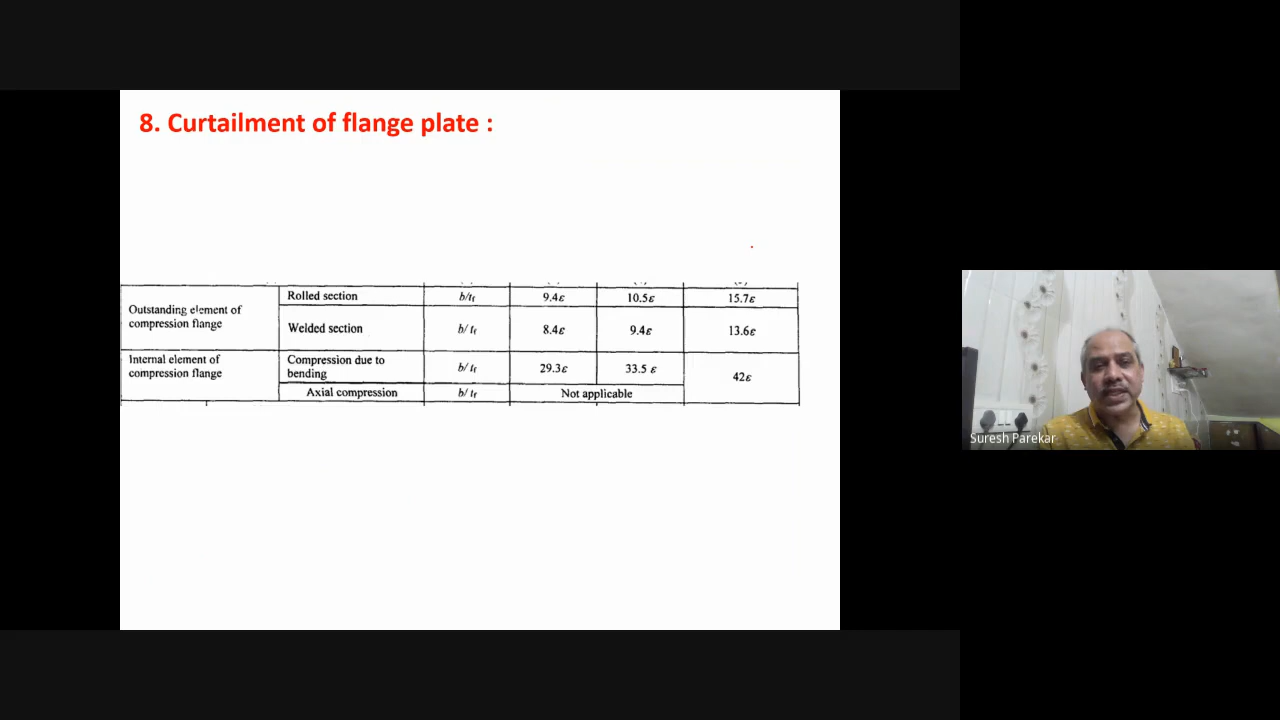 8. Curtailment of flange plate :
Outstanding element of
compression flange
Rolled section
b/tf
9.4ε
10.5ε
15.7ε
Welded section
b/ tf
8.4ε
9.4ε
13.6ε
Internal element of
compression flange
Compression due to
bending
b/ tf
29.3ε
33.5 ε
42ε
Axial compression
b/ tf
Not applicable
Suresh Parekar